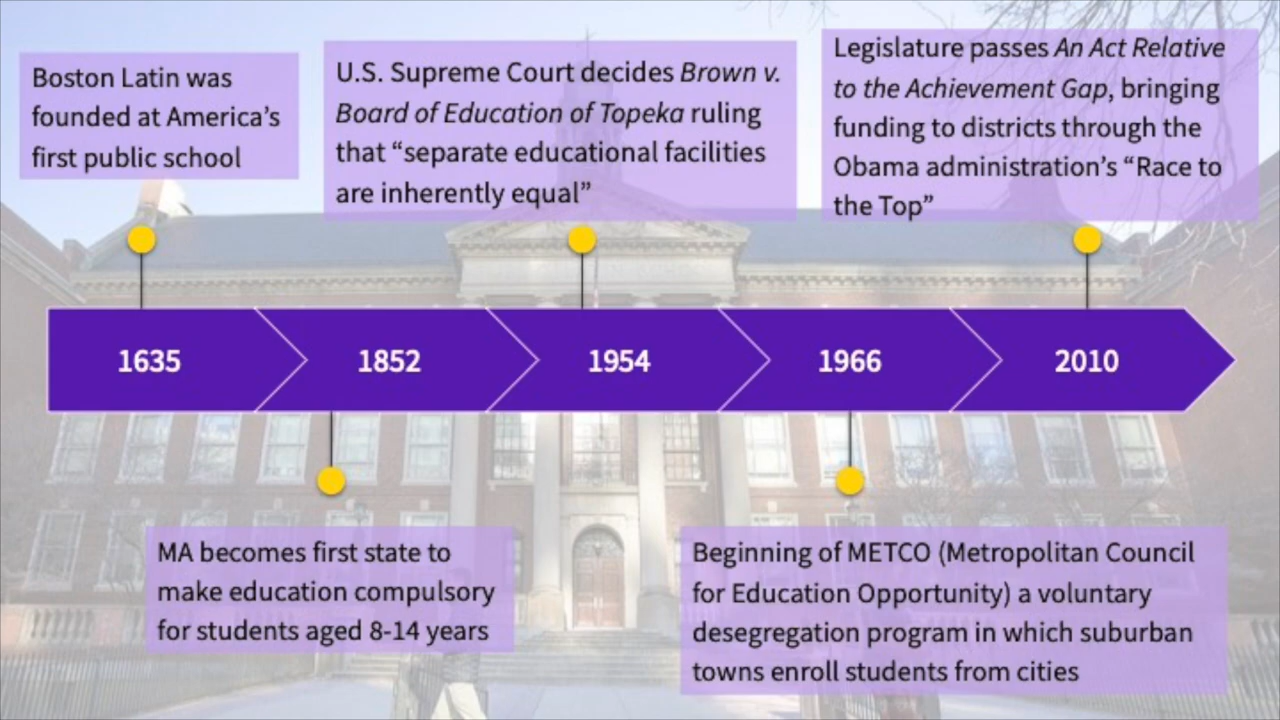 Boston Latin was
founded at America’s
first public school
U.S. Supreme Court decides Brown v.
Board of Education of Topeka ruling
that “separate educational facilities
are inherently equal”
Legislature passes An Act Relative
to the Achievement Gap, bringing
funding to districts through the
Obama administration’s “Race to
the Top”
1635
1852
1954
1966
2010
MA becomes first state to
make education compulsory
for students aged 8-14 years
Beginning of METCO (Metropolitan Council
for Education Opportunity) a voluntary
desegregation program in which suburban
towns enroll students from cities